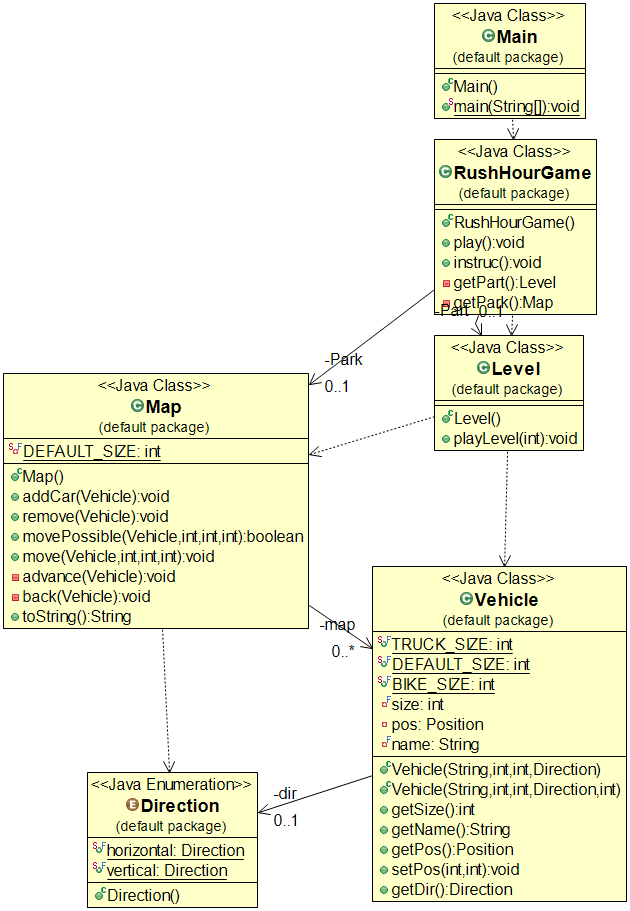 <<Java Class>>
Main
(default package)
Main()
main(String[]):void
<<Java Class>>
RushHourGame
(default package)
RushHourGame()
play():void
instruc():void
getPart():Level
getPark():Map
-Part 0..1
-Park
0..1
<<Java Class>>
Level
(default package)
Level()
playLevel(int):void
<<Java Class>>
Map
(default package)
DEFAULT_SIZE: int
Map()
addCar(Vehicle):void
remove(Vehicle):void
movePossible(Vehicle,int,int,int):boolean
move(Vehicle,int,int,int):void
advance(Vehicle):void
back(Vehicle):void
toString():String
-map
0..*
<<Java Class>>
Vehicle
(default package)
TRUCK_SIZE: int
DEFAULT_SIZE: int
BIKE_SIZE: int
size: int
pos: Position
name: String
Vehicle(String,int,int,Direction)
Vehicle(String,int,int,Direction,int)
getSize():int
getName():String
getPos():Position
setPos(int,int):void
getDir():Direction
-dir
0..1
<<Java Enumeration>>
Direction
(default package)
horizontal: Direction
vertical: Direction
Direction()